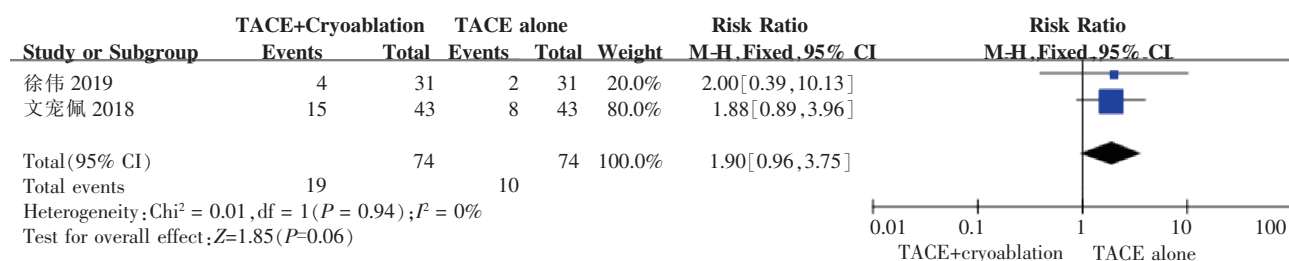 TACE+Cryoablation TACE alone Risk Ratio Risk Ratio
Study or Subgroup Events Total Events Total Weight M-H,Fixed,95% CI M-H,Fixed,95% CI
徐伟 2019 4 31 2 31 20.0% 2.00[0.39,10.13]
文宠佩 2018 15 43 8 43 80.0% 1.88[0.89,3.96]
Total(95% CI) 74 74 100.0% 1.90[0.96,3.75]
Total events 19 10
Heterogeneity:Chi² = 0.01,df = 1(P = 0.94);I² = 0%
Test for overall effect:Z=1.85(P=0.06)
0.01 0.1 1 10 100
TACE+cryoablation TACE alone